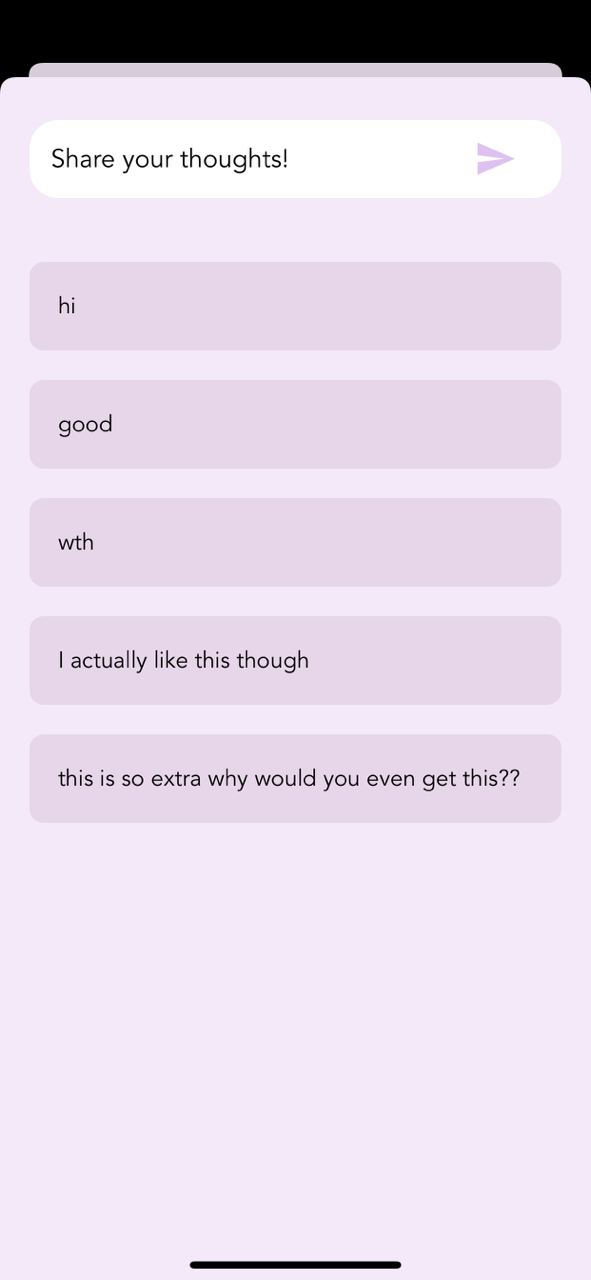 Share your thoughts!
hi
good
wth
I actually like this though
this is so extra why would you even get this??